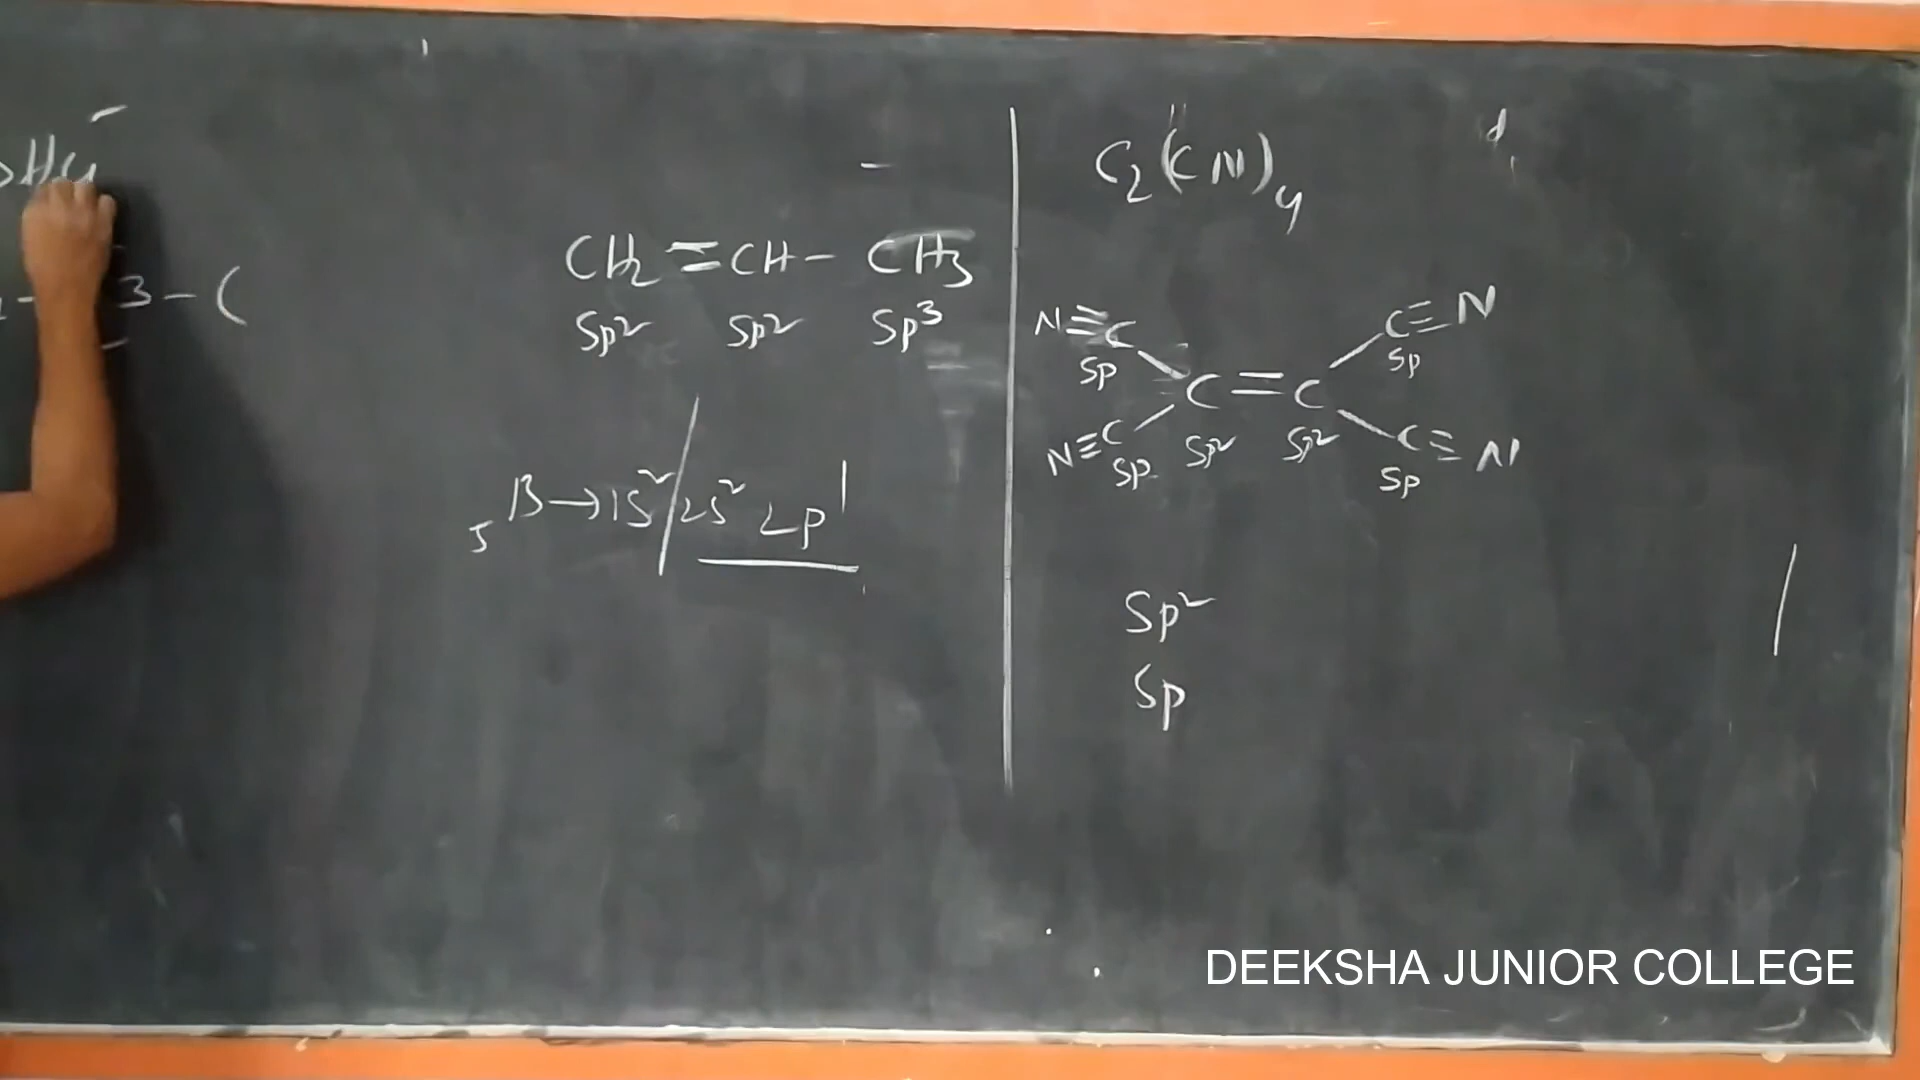 CH2 = CH - CH3
Sp² Sp² Sp³
5B → 1s² / 2s² 2p¹
C2(CN)4
N≡C C≡N
Sp Sp
C = C
N≡C Sp² Sp² C≡N
Sp Sp
Sp²
Sp
DEEKSHA JUNIOR COLLEGE